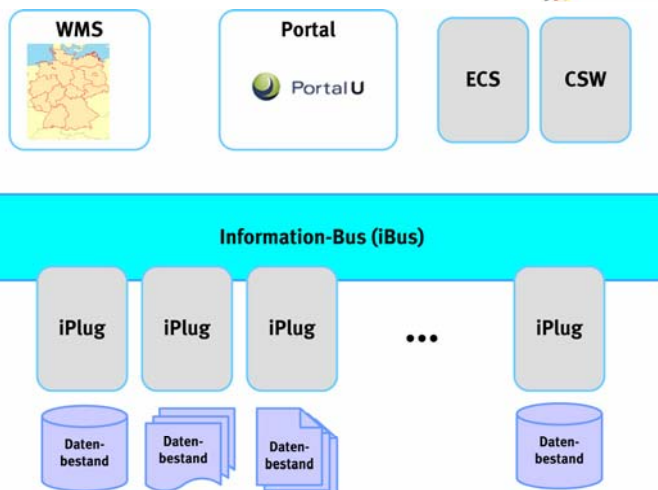 WMS
Portal
PortalU
ECS
CSW
Information-Bus (iBus)
iPlug
iPlug
iPlug
...
iPlug
Daten-
bestand
Daten-
bestand
Daten-
bestand
Daten-
bestand